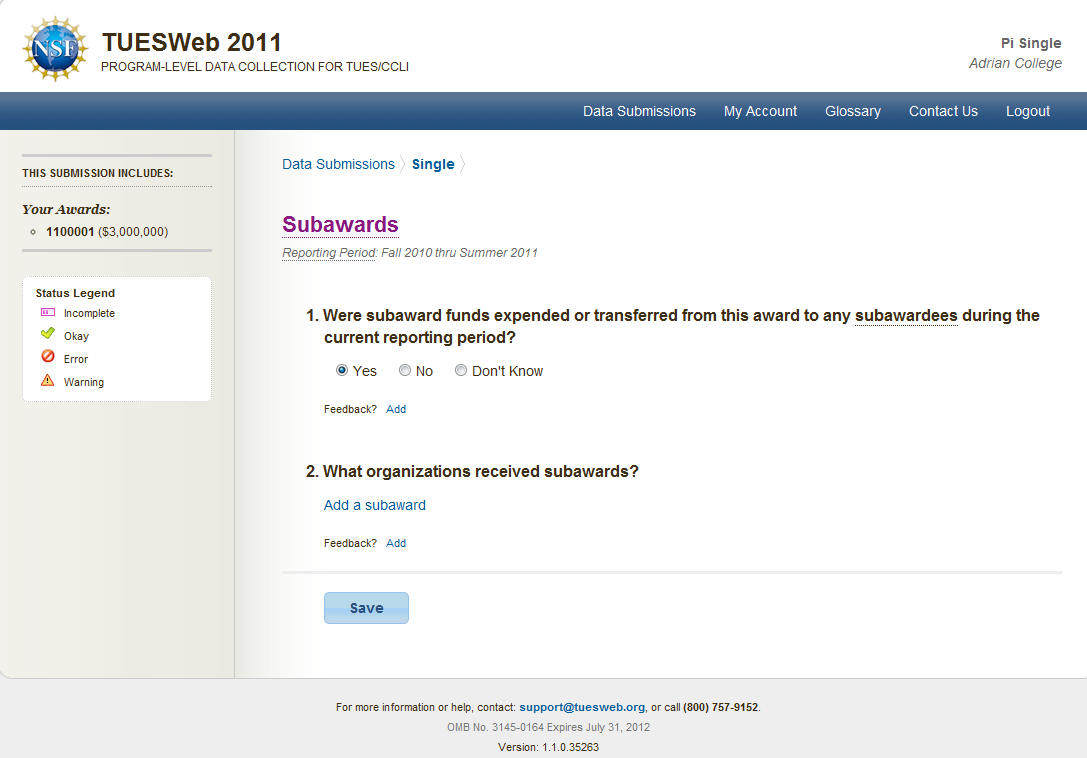 NSF
TUESWeb 2011
PROGRAM-LEVEL DATA COLLECTION FOR TUES/CCLI
Pi Single
Adrian College
Data Submissions My Account Glossary Contact Us Logout
THIS SUBMISSION INCLUDES:
Your Awards:
1100001 ($3,000,000)
Status Legend
Incomplete
Okay
Error
Warning
Data Submissions Single
Subawards
Reporting Period: Fall 2010 thru Summer 2011
1. Were subaward funds expended or transferred from this award to any subawardees during the
current reporting period?
Yes No Don't Know
Feedback? Add
2. What organizations received subawards?
Add a subaward
Feedback? Add
Save
For more information or help, contact: support@tuesweb.org, or call (800) 757-9152.
OMB No. 3145-0164 Expires July 31, 2012
Version: 1.1.0.35263